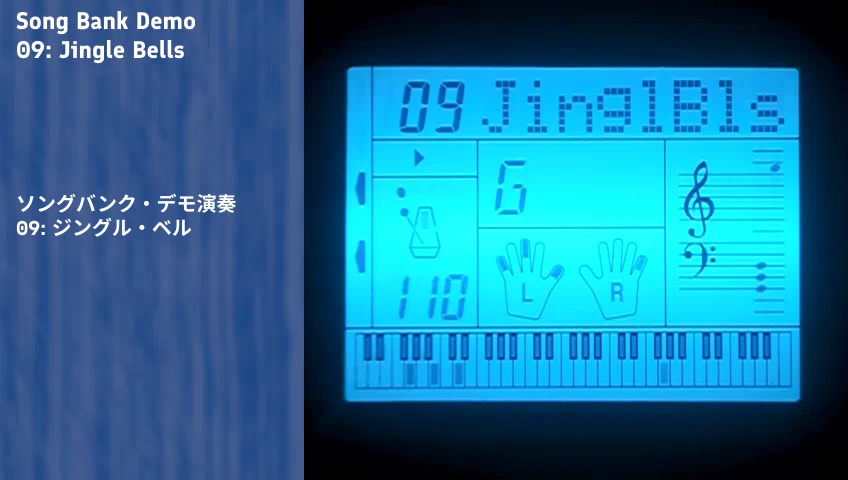 Song Bank Demo
09: Jingle Bells
ソングバンク・デモ演奏
09: ジングル・ベル
09 JinglBls
G
110
L R